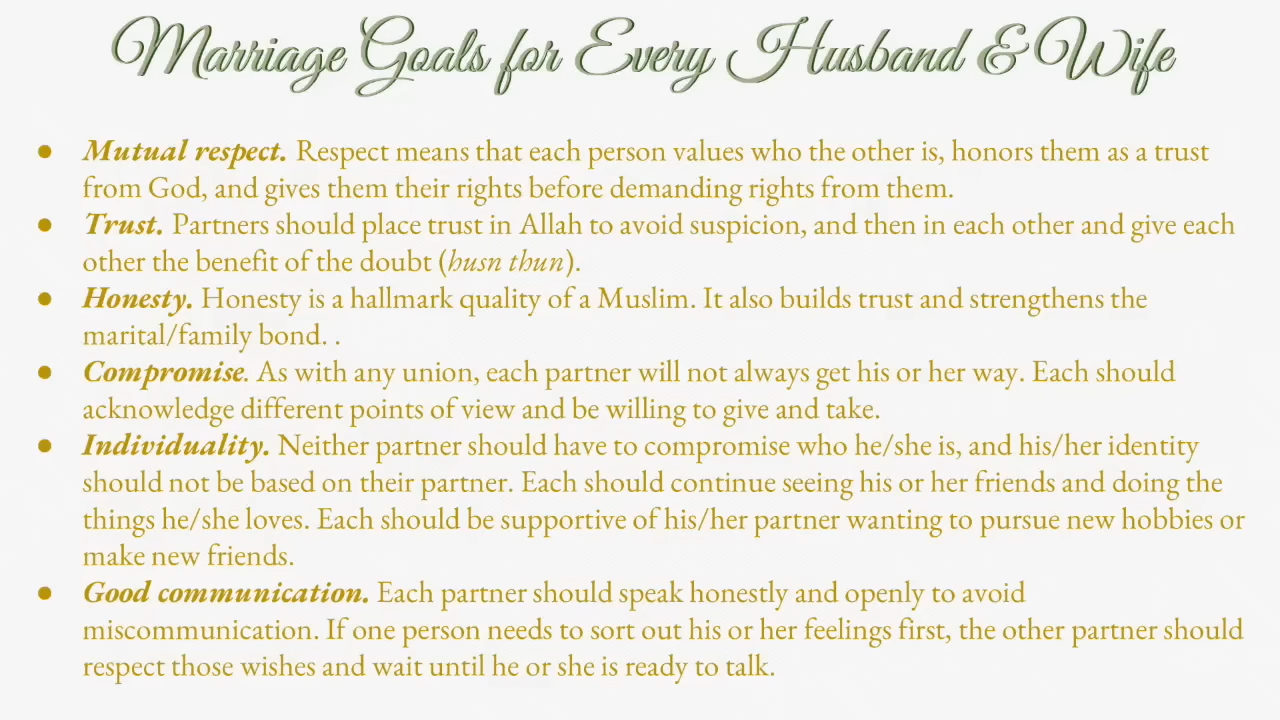 Marriage Goals for Every Husband & Wife
● Mutual respect. Respect means that each person values who the other is, honors them as a trust
from God, and gives them their rights before demanding rights from them.
● Trust. Partners should place trust in Allah to avoid suspicion, and then in each other and give each
other the benefit of the doubt (husn thun).
● Honesty. Honesty is a hallmark quality of a Muslim. It also builds trust and strengthens the
marital/family bond. .
● Compromise. As with any union, each partner will not always get his or her way. Each should
acknowledge different points of view and be willing to give and take.
● Individuality. Neither partner should have to compromise who he/she is, and his/her identity
should not be based on their partner. Each should continue seeing his or her friends and doing the
things he/she loves. Each should be supportive of his/her partner wanting to pursue new hobbies or
make new friends.
● Good communication. Each partner should speak honestly and openly to avoid
miscommunication. If one person needs to sort out his or her feelings first, the other partner should
respect those wishes and wait until he or she is ready to talk.